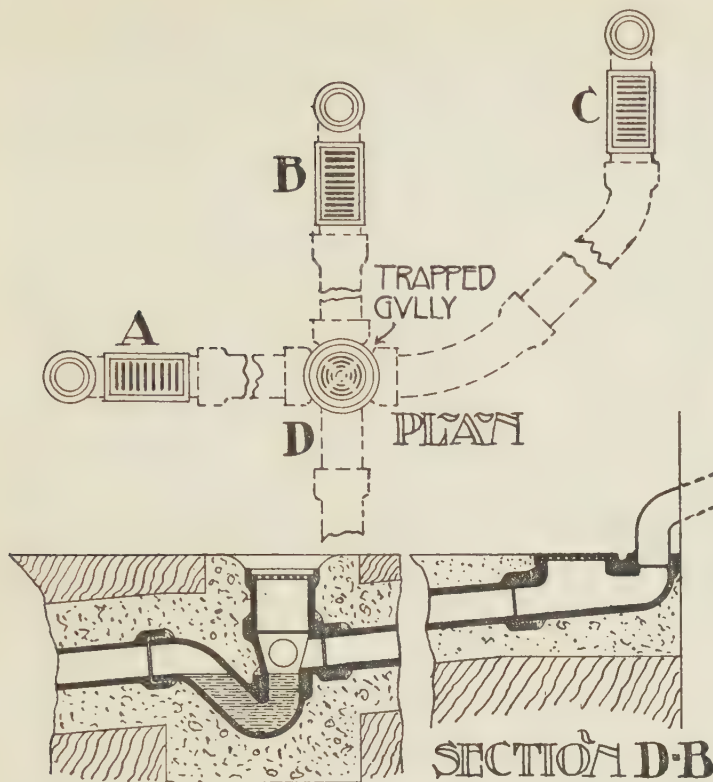 C
B
TRAPPED
GVLLY
A
D
PLAN
SECTION D-B